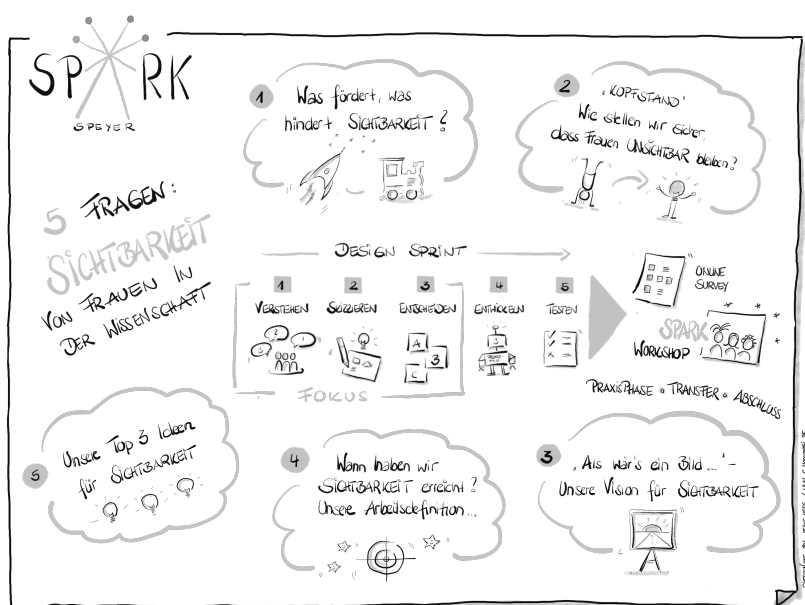 SPARK
SPEYER
5 FRAGEN:
SICHTBARKEIT
VON FRAUEN IN
DER WISSENSCHAFT
1
Was fördert, was
hindert SICHTBARKEIT?
2
'KOPFSTAND'
Wie stellen wir sicher,
dass Frauen UNSICHTBAR bleiben?
DESIGN SPRINT
1 2 3 4 5
VERSTEHEN SKIZZIEREN ENTSCHEIDEN ENTWICKELN TESTEN
? !
A
3
C
FOKUS
ONLINE
SURVEY
SPARK
WORKSHOP
PRAXISPHASE • TRANSFER • ABSCHLUSS
3
'Als wär's ein Bild...' –
Unsere Vision für SICHTBARKEIT
4
Wann haben wir
SICHTBARKEIT erreicht?
Unsere Arbeitsdefinition...
5
Unsere Top 3 Ideen
für SICHTBARKEIT